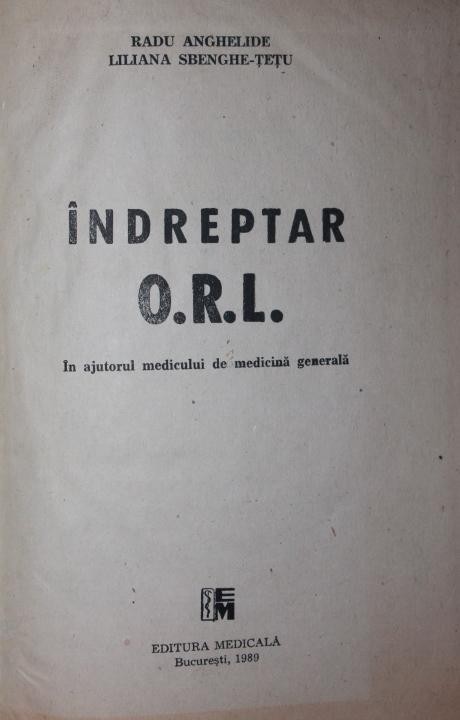 RADU ANGHELIDE
LILIANA SBENGHE-ȚEȚU
ÎNDREPTAR
O.R.L.
În ajutorul medicului de medicină generală
EM
EDITURA MEDICALĂ
București, 1989